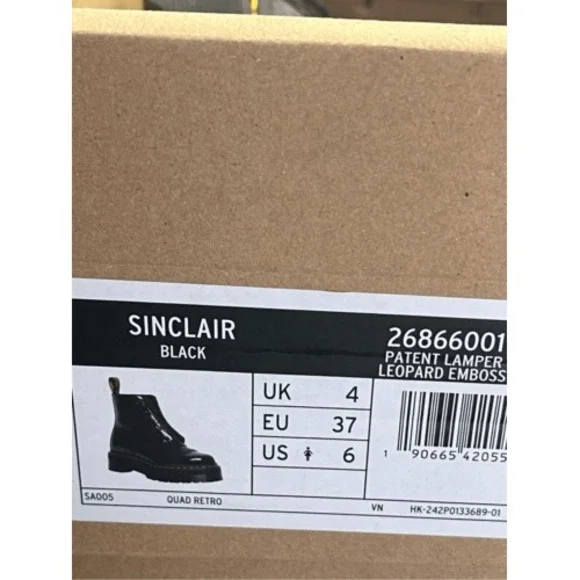 SINCLAIR
BLACK
26866001
PATENT LAMPER
LEOPARD EMBOSS
UK 4
EU 37
US 6
1 90665 42055
SA005
QUAD RETRO
VN
HK-242P0133689-01